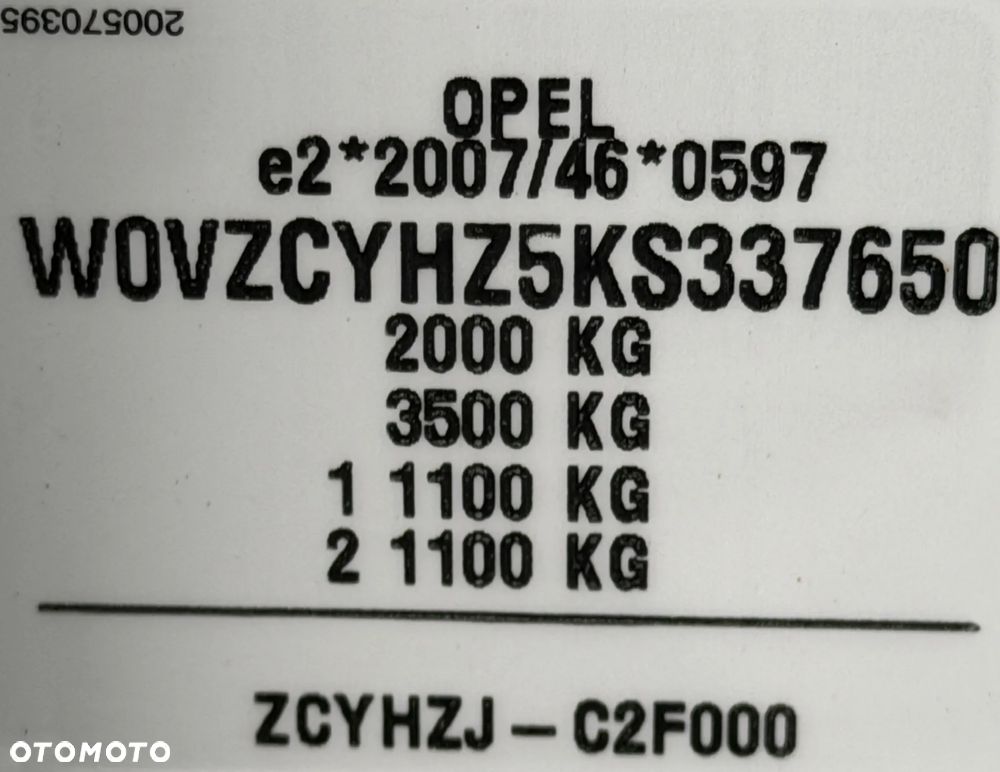 200570395
OPEL
e2*2007/46*0597
W0VZCYHZ5KS337650
2000 KG
3500 KG
1 1100 KG
2 1100 KG
ZCYHZJ – C2F000
OTOMOTO